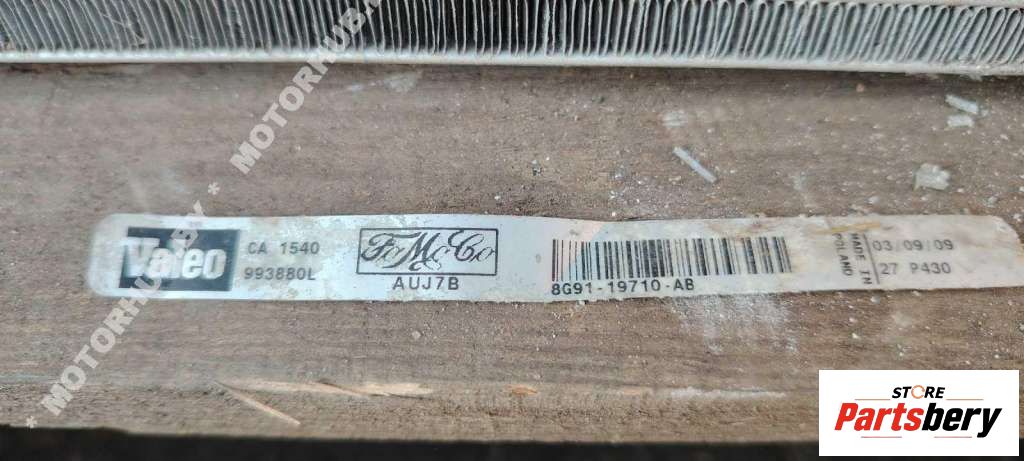 * MOTORHUB.BY * MOTORHUB.
Valeo
CA 1540
993880L
FoMoCo
AUJ7B
8G91-19710-AB
MADE IN
POLAND
03/09/09
27 P430
STORE
Partsbery